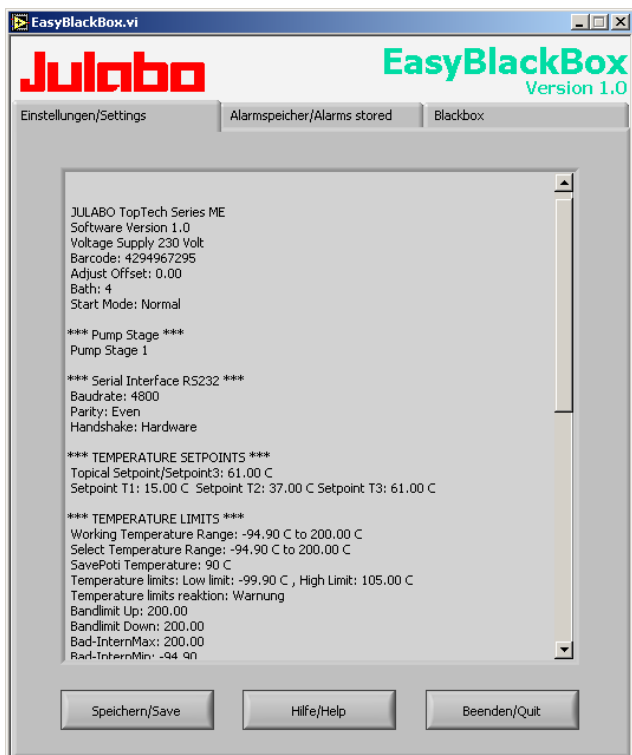 EasyBlackBox.vi
Julabo
EasyBlackBox
Version 1.0
Einstellungen/Settings
Alarmspeicher/Alarms stored
Blackbox
JULABO TopTech Series ME
Software Version 1.0
Voltage Supply 230 Volt
Barcode: 4294967295
Adjust Offset: 0.00
Bath: 4
Start Mode: Normal
*** Pump Stage ***
Pump Stage 1
*** Serial Interface RS232 ***
Baudrate: 4800
Parity: Even
Handshake: Hardware
*** TEMPERATURE SETPOINTS ***
Topical Setpoint/Setpoint3: 61.00 C
Setpoint T1: 15.00 C Setpoint T2: 37.00 C Setpoint T3: 61.00 C
*** TEMPERATURE LIMITS ***
Working Temperature Range: -94.90 C to 200.00 C
Select Temperature Range: -94.90 C to 200.00 C
SavePoti Temperature: 90 C
Temperature limits: Low limit: -99.90 C , High Limit: 105.00 C
Temperature limits reaktion: Warnung
Bandlimit Up: 200.00
Bandlimit Down: 200.00
Bad-InternMax: 200.00
Bad-InternMin: -94.90
Speichern/Save
Hilfe/Help
Beenden/Quit